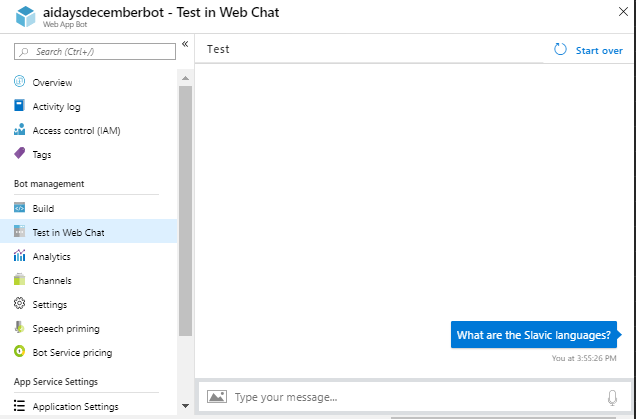 aidaysdecemberbot - Test in Web Chat
Web App Bot
Search (Ctrl+/)
Overview
Activity log
Access control (IAM)
Tags
Bot management
Build
Test in Web Chat
Analytics
Channels
Settings
Speech priming
Bot Service pricing
App Service Settings
Application Settings
Test
Start over
What are the Slavic languages?
You at 3:55:26 PM
Type your message...